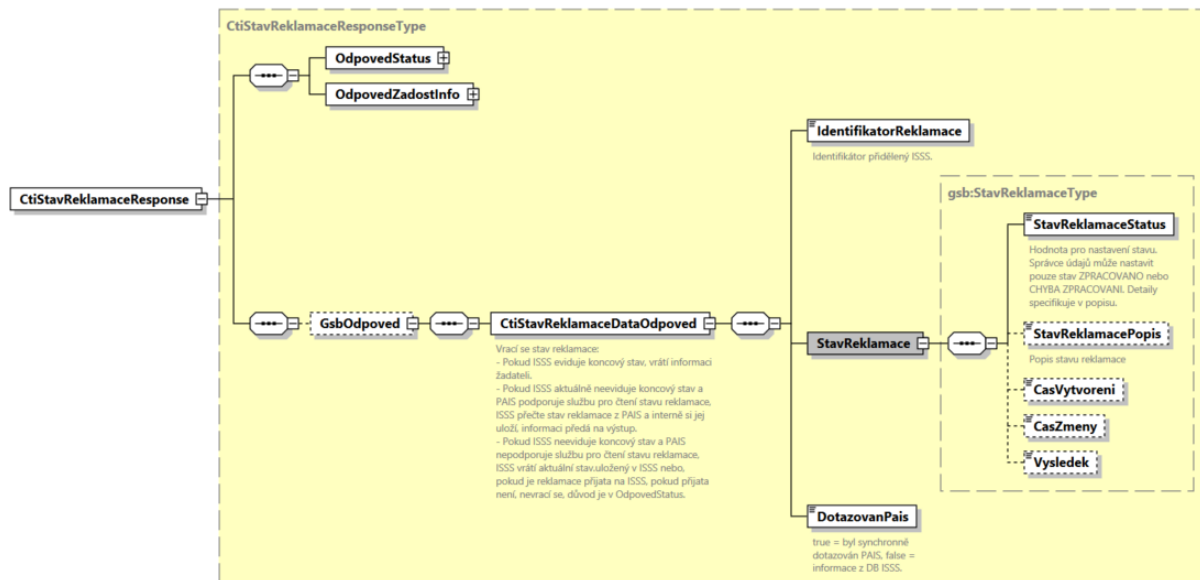 CtiStavReklamaceResponseType
OdpovedStatus
OdpovedZadostInfo
IdentifikatorReklamace
Identifikátor přidělený ISSS.
gsb:StavReklamaceType
CtiStavReklamaceResponse
StavReklamaceStatus
Hodnota pro nastavení stavu.
Správce údajů může nastavit
pouze stav ZPRACOVANO nebo
CHYBA ZPRACOVANI. Detaily
specifikuje v popisu.
GsbOdpoved
CtiStavReklamaceDataOdpoved
Vrací se stav reklamace:
- Pokud ISSS eviduje koncový stav, vrátí informaci
žadateli.
- Pokud ISSS aktuálně neeviduje koncový stav a
PAIS podporuje službu pro čtení stavu reklamace,
ISSS přečte stav reklamace z PAIS a interně si jej
uloží, informaci předá na výstup.
- Pokud ISSS neeviduje koncový stav a PAIS
nepodporuje službu pro čtení stavu reklamace,
ISSS vrátí aktuální stav.uložený v ISSS nebo,
pokud je reklamace přijata na ISSS, pokud přijata
není, nevrací se, důvod je v OdpovedStatus.
StavReklamace
StavReklamacePopis
Popis stavu reklamace
CasVytvoreni
CasZmeny
Vysledek
DotazovanPais
true = byl synchronně
dotazován PAIS, false =
informace z DB ISSS.